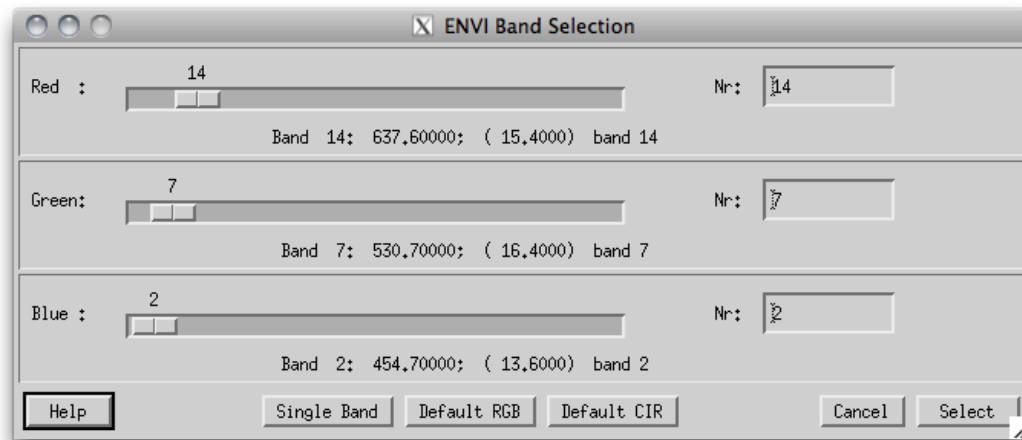 X ENVI Band Selection
14
Red : Nr: 14
Band 14: 637.60000; ( 15.4000) band 14
7
Green: Nr: 7
Band 7: 530.70000; ( 16.4000) band 7
2
Blue : Nr: 2
Band 2: 454.70000; ( 13.6000) band 2
Help Single Band Default RGB Default CIR Cancel Select